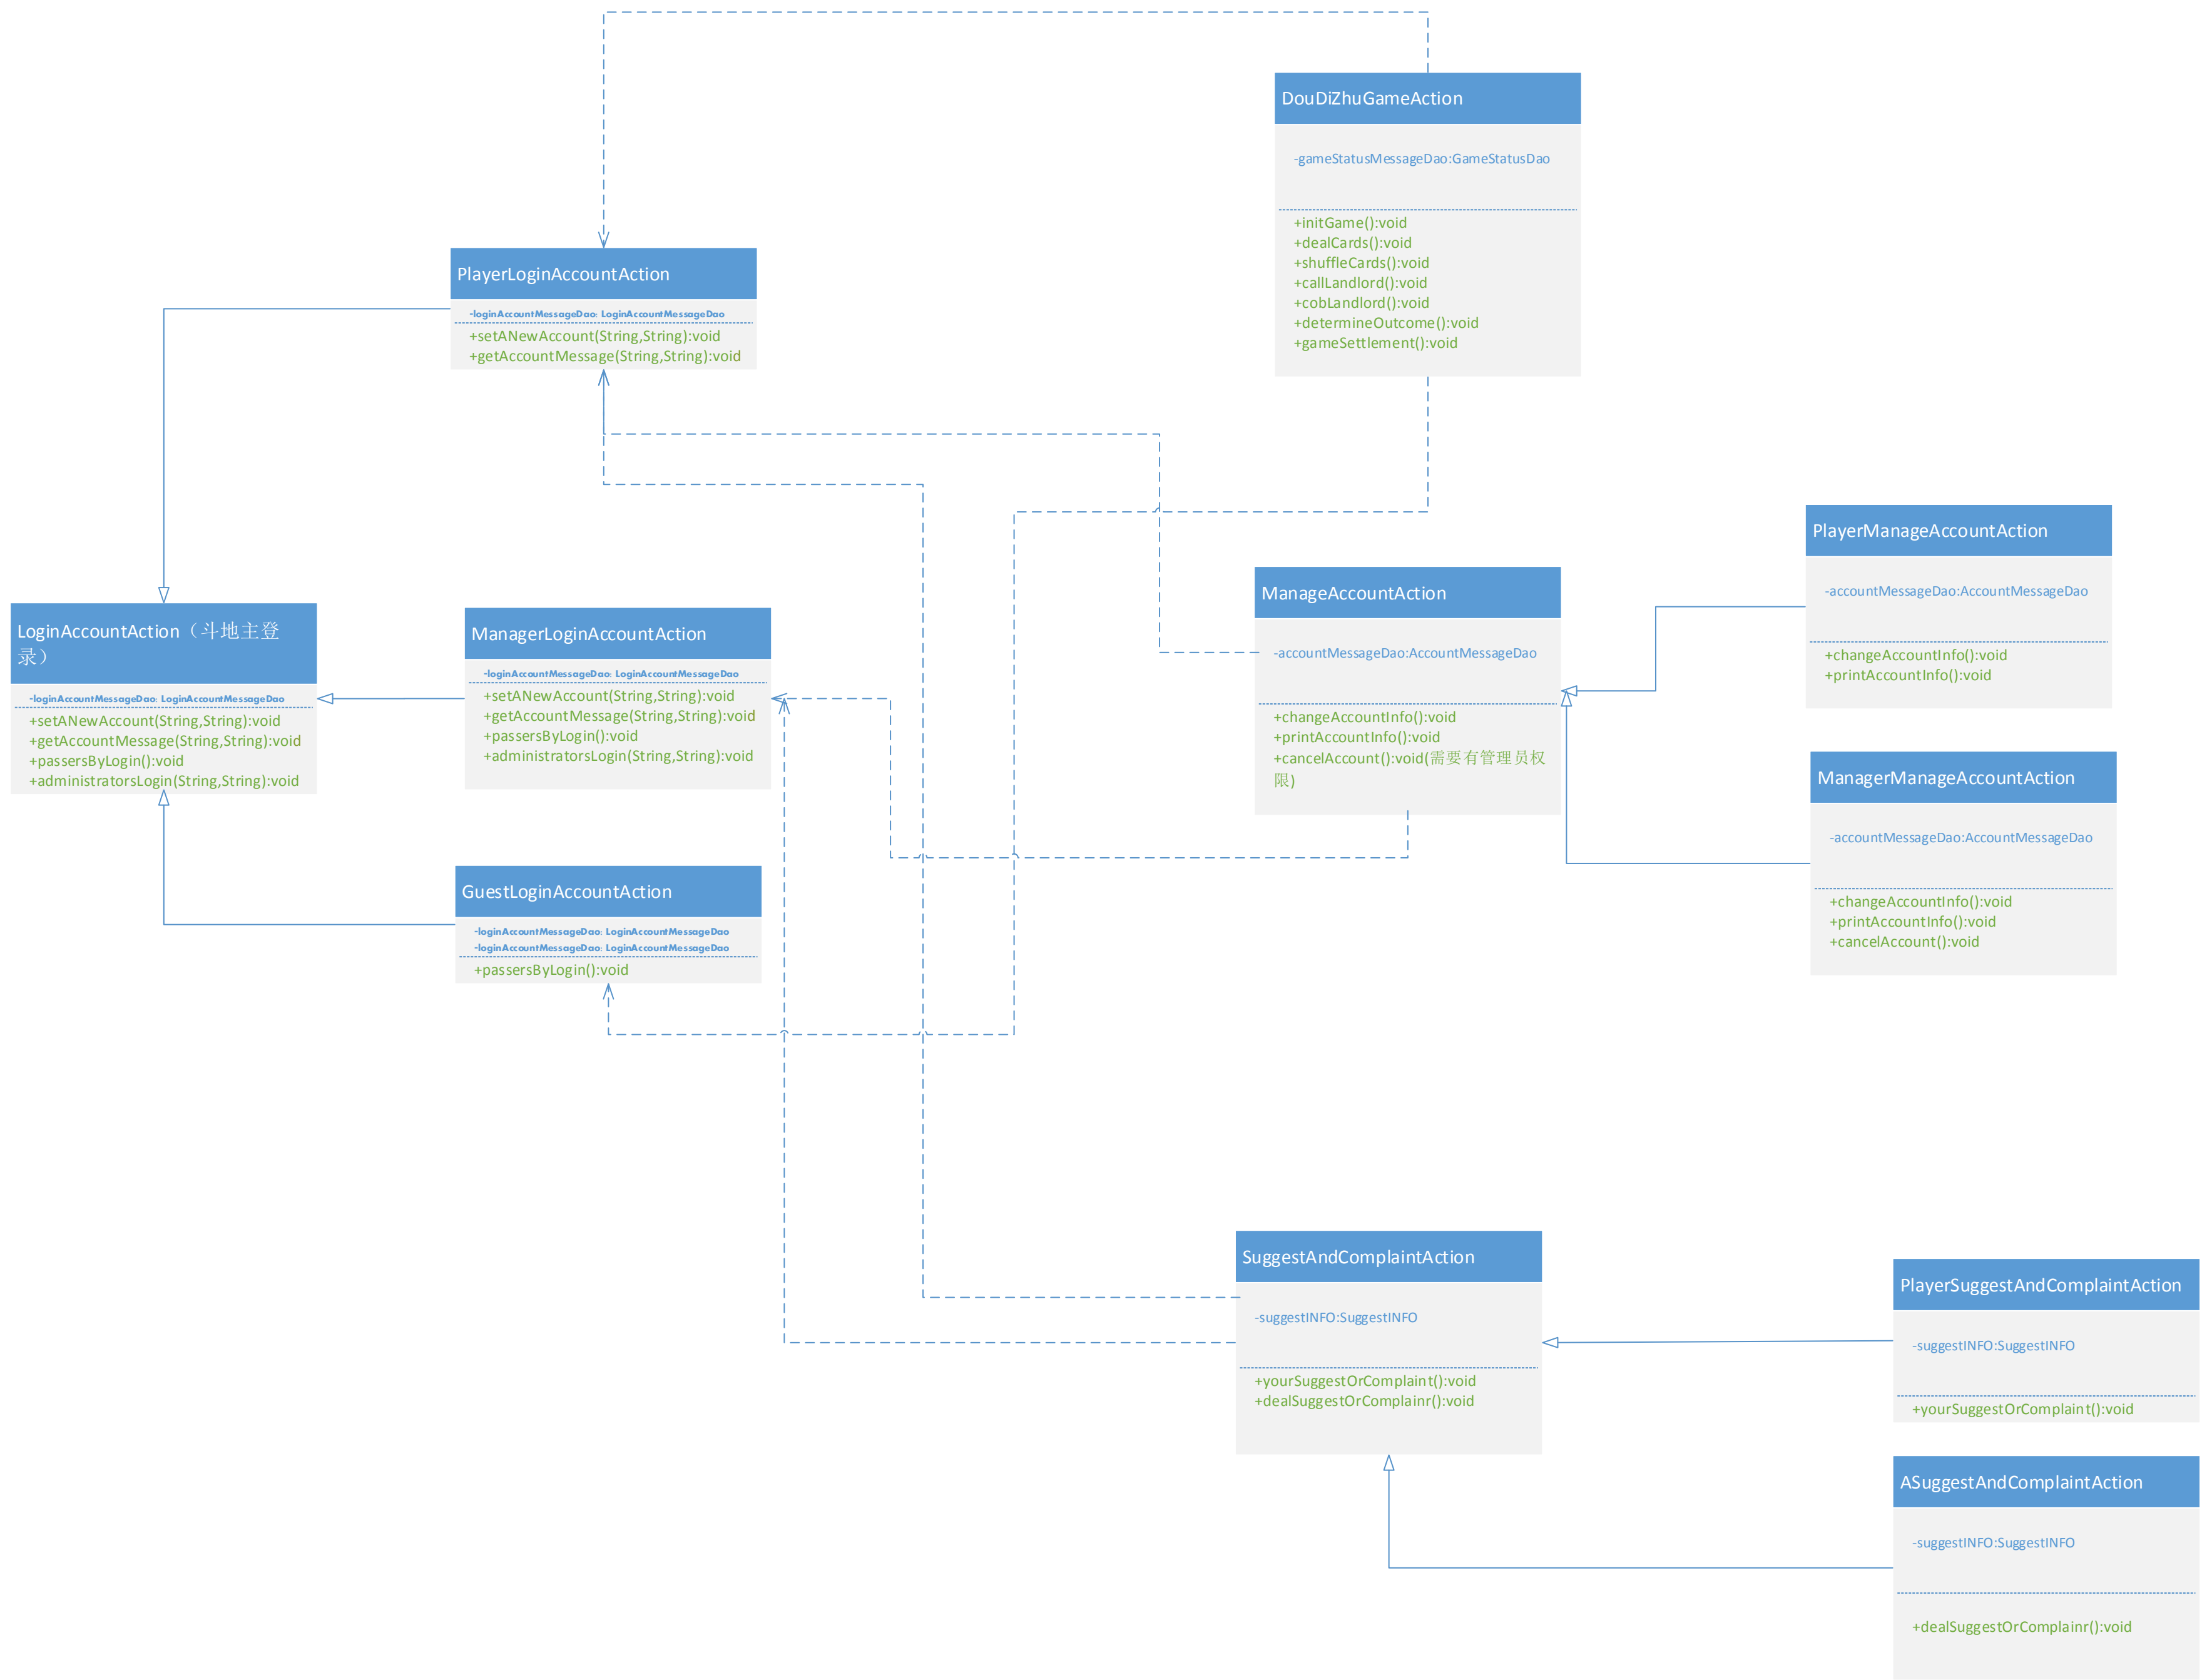 DouDiZhuGameAction
-gameStatusMessageDao:GameStatusDao
+initGame():void
+dealCards():void
+shuffleCards():void
+callLandlord():void
+cobLandlord():void
+determineOutcome():void
+gameSettlement():void
PlayerLoginAccountAction
-loginAccountMessageDao: LoginAccountMessageDao
+setANewAccount(String,String):void
+getAccountMessage(String,String):void
LoginAccountAction（斗地主登
录）
-loginAccountMessageDao: LoginAccountMessageDao
+setANewAccount(String,String):void
+getAccountMessage(String,String):void
+passersByLogin():void
+administratorsLogin(String,String):void
ManagerLoginAccountAction
-loginAccountMessageDao: LoginAccountMessageDao
+setANewAccount(String,String):void
+getAccountMessage(String,String):void
+passersByLogin():void
+administratorsLogin(String,String):void
GuestLoginAccountAction
-loginAccountMessageDao: LoginAccountMessageDao
-loginAccountMessageDao: LoginAccountMessageDao
+passersByLogin():void
ManageAccountAction
-accountMessageDao:AccountMessageDao
+changeAccountInfo():void
+printAccountInfo():void
+cancelAccount():void(需要有管理员权
限)
PlayerManageAccountAction
-accountMessageDao:AccountMessageDao
+changeAccountInfo():void
+printAccountInfo():void
ManagerManageAccountAction
-accountMessageDao:AccountMessageDao
+changeAccountInfo():void
+printAccountInfo():void
+cancelAccount():void
SuggestAndComplaintAction
-suggestINFO:SuggestINFO
+yourSuggestOrComplaint():void
+dealSuggestOrComplainr():void
PlayerSuggestAndComplaintAction
-suggestINFO:SuggestINFO
+yourSuggestOrComplaint():void
ASuggestAndComplaintAction
-suggestINFO:SuggestINFO
+dealSuggestOrComplainr():void